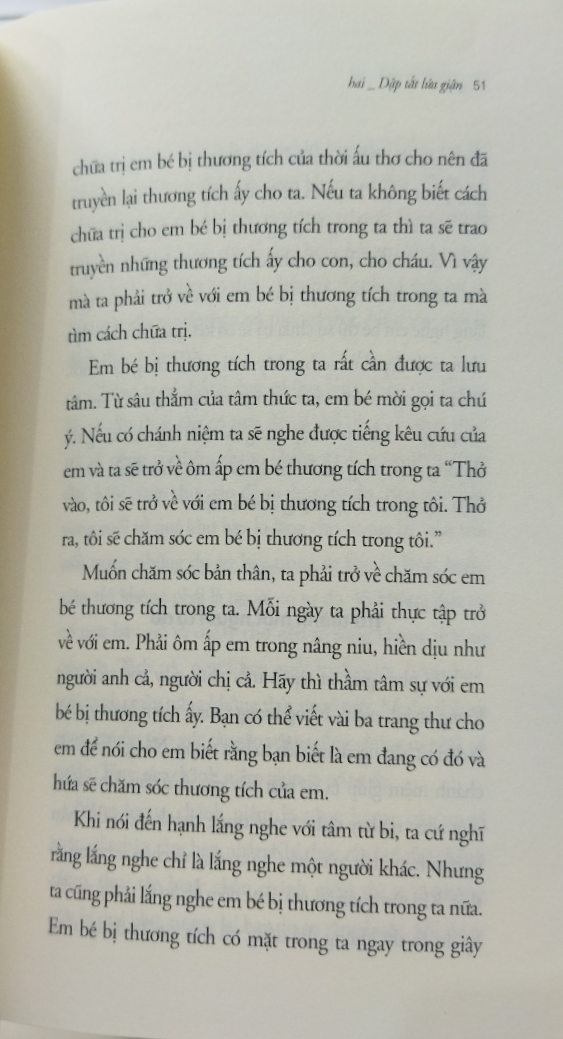 hai _ Dập tắt lửa giận 51
chữa trị em bé bị thương tích của thời ấu thơ cho nên đã
truyền lại thương tích ấy cho ta. Nếu ta không biết cách
chữa trị cho em bé bị thương tích trong ta thì ta sẽ trao
truyền những thương tích ấy cho con, cho cháu. Vì vậy
mà ta phải trở về với em bé bị thương tích trong ta mà
tìm cách chữa trị.
Em bé bị thương tích trong ta rất cần được ta lưu
tâm. Từ sâu thẳm của tâm thức ta, em bé mời gọi ta chú
ý. Nếu có chánh niệm ta sẽ nghe được tiếng kêu cứu của
em và ta sẽ trở về ôm ấp em bé thương tích trong ta “Thở
vào, tôi sẽ trở về với em bé bị thương tích trong tôi. Thở
ra, tôi sẽ chăm sóc em bé bị thương tích trong tôi.”
Muốn chăm sóc bản thân, ta phải trở về chăm sóc em
bé thương tích trong ta. Mỗi ngày ta phải thực tập trở
về với em. Phải ôm ấp em trong nâng niu, hiền dịu như
người anh cả, người chị cả. Hãy thì thầm tâm sự với em
bé bị thương tích ấy. Bạn có thể viết vài ba trang thư cho
em để nói cho em biết rằng bạn biết là em đang có đó và
hứa sẽ chăm sóc thương tích của em.
Khi nói đến hạnh lắng nghe với tâm từ bi, ta cứ nghĩ
rằng lắng nghe chỉ là lắng nghe một người khác. Nhưng
ta cũng phải lắng nghe em bé bị thương tích trong ta nữa.
Em bé bị thương tích có mặt trong ta ngay trong giây